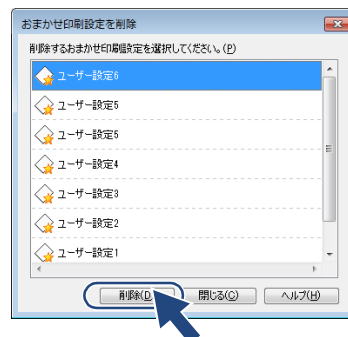 おまかせ印刷設定を削除
削除するおまかせ印刷設定を選択してください。(P)
ユーザー設定6
ユーザー設定5
ユーザー設定5
ユーザー設定4
ユーザー設定3
ユーザー設定2
ユーザー設定1
削除(D 閉じる(C) ヘルプ(H)